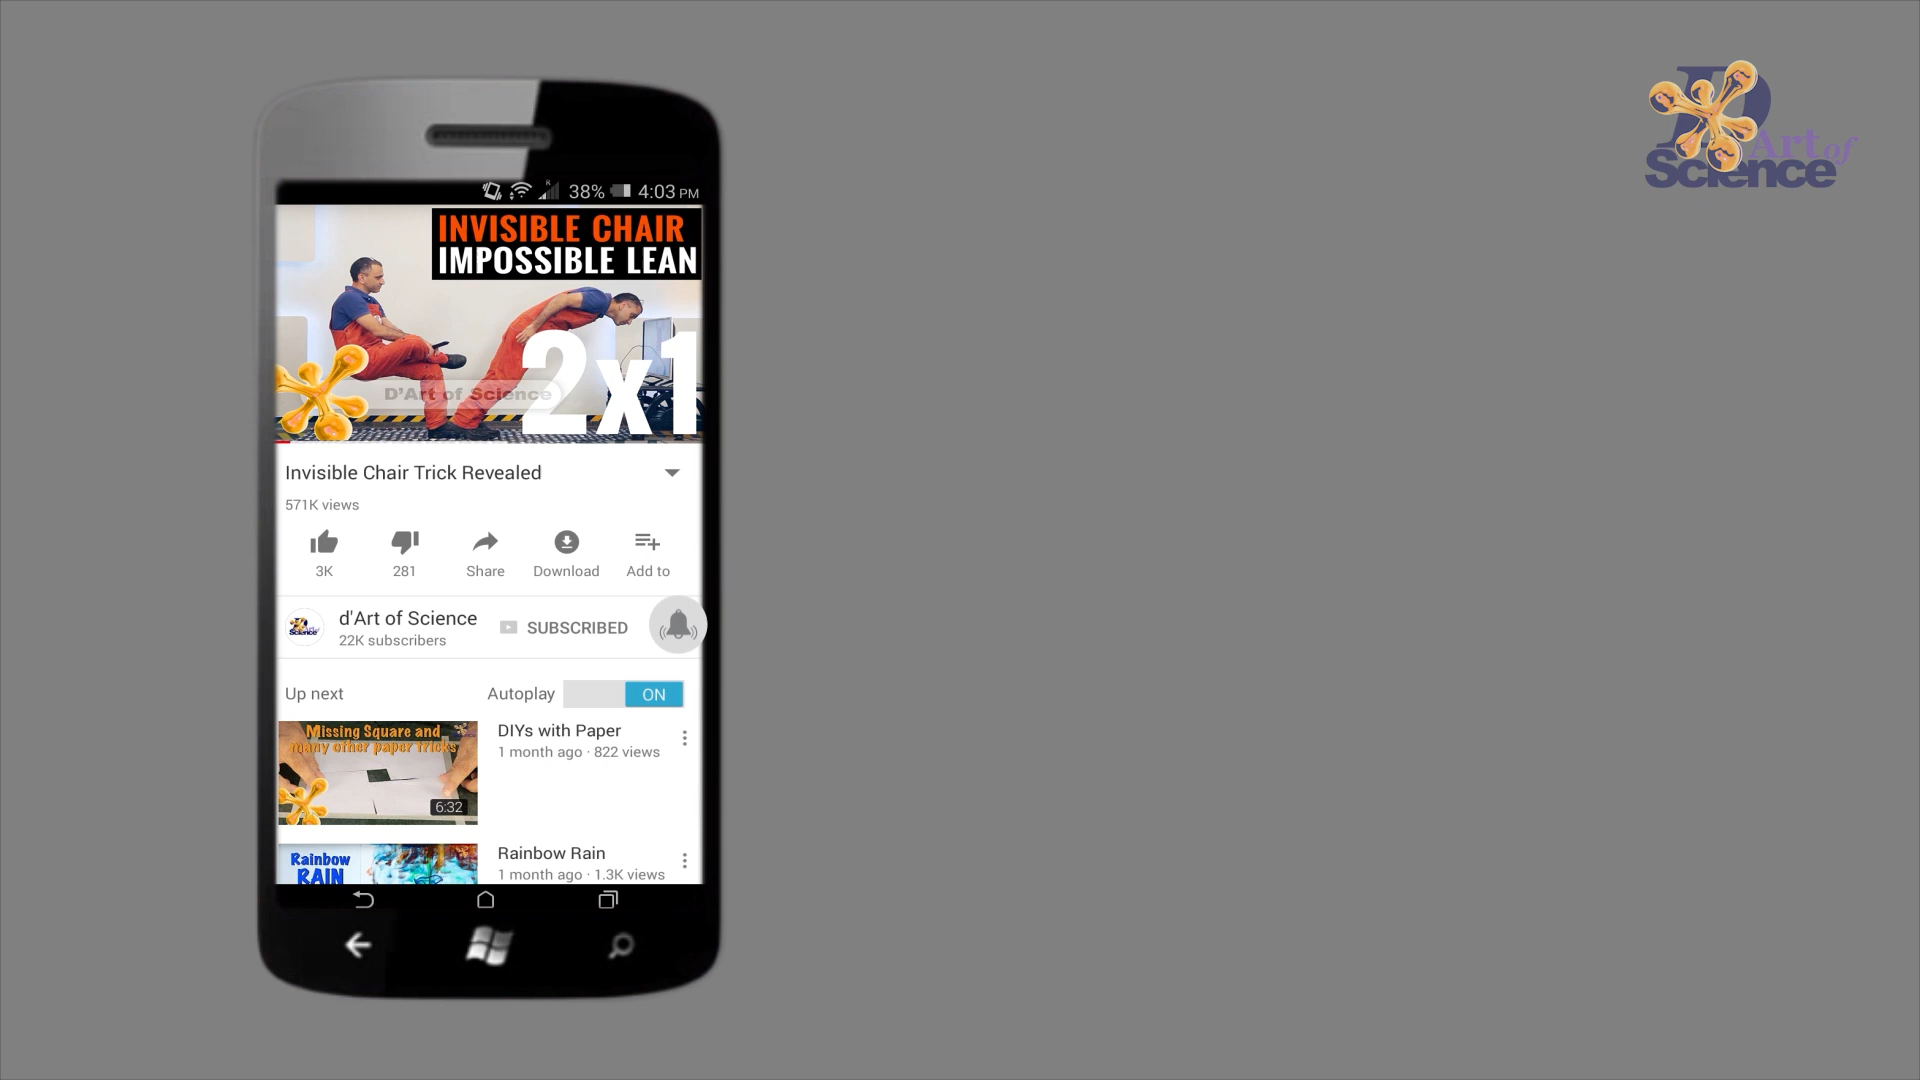 38% 4:03 PM
INVISIBLE CHAIR
IMPOSSIBLE LEAN
2x1
D'Art of Science
Invisible Chair Trick Revealed
571K views
3K 281 Share Download Add to
d'Art of Science
22K subscribers
SUBSCRIBED
Up next Autoplay ON
Missing Square and
many other paper tricks
6:32
DIYs with Paper
1 month ago · 822 views
Rainbow
RAIN
Rainbow Rain
1 month ago · 1.3K views
D Art of
Science